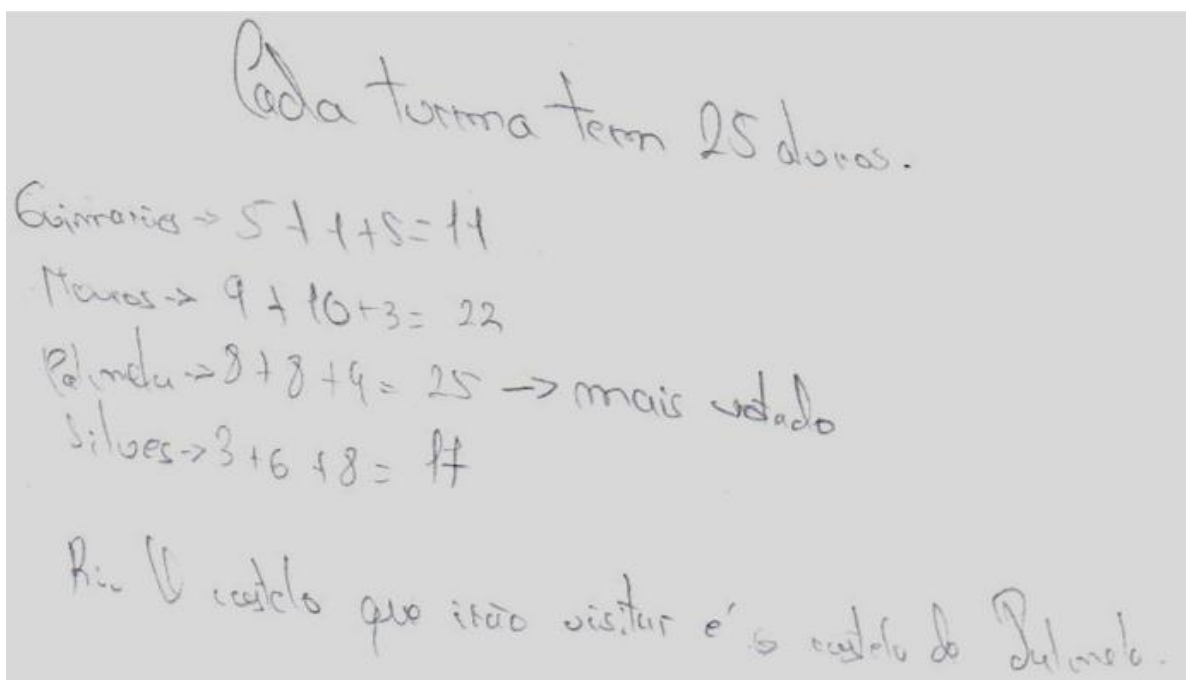 Cada turma tem 25 alunos.
Guimarães → 5 + 1 + 5 = 11
Mouros → 9 + 10 + 3 = 22
Palmela → 8 + 8 + 9 = 25 → mais votado
Silves → 3 + 6 + 8 = 17
R:. O castelo que irão visitar é o castelo de Palmela.